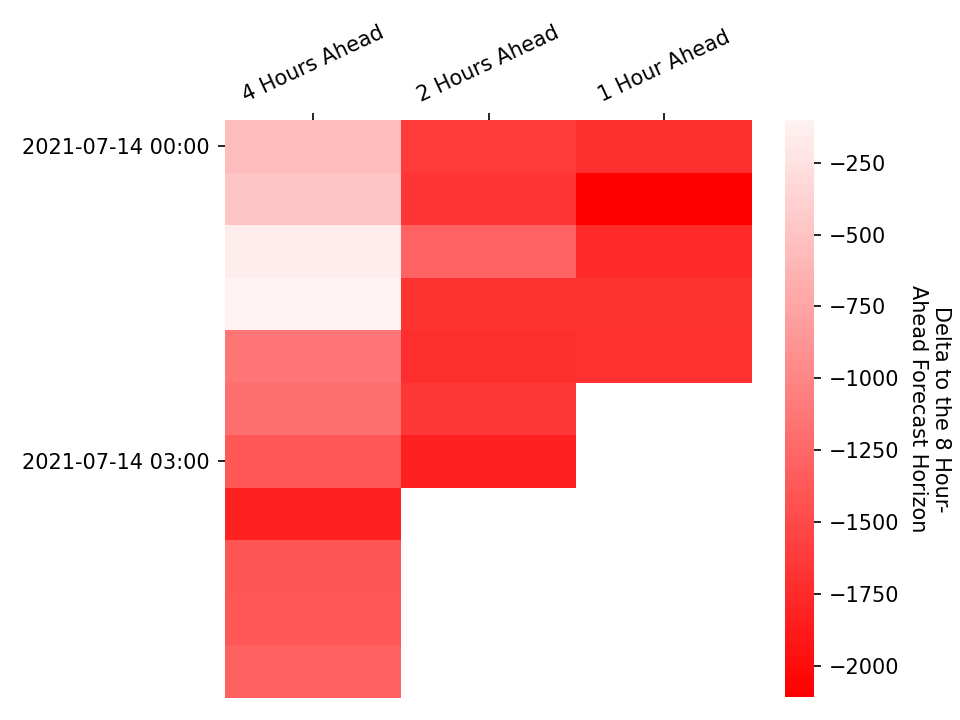 4 Hours Ahead
2 Hours Ahead
1 Hour Ahead
2021-07-14 00:00
2021-07-14 03:00
−250
−500
−750
−1000
−1250
−1500
−1750
−2000
Delta to the 8 Hour-
Ahead Forecast Horizon